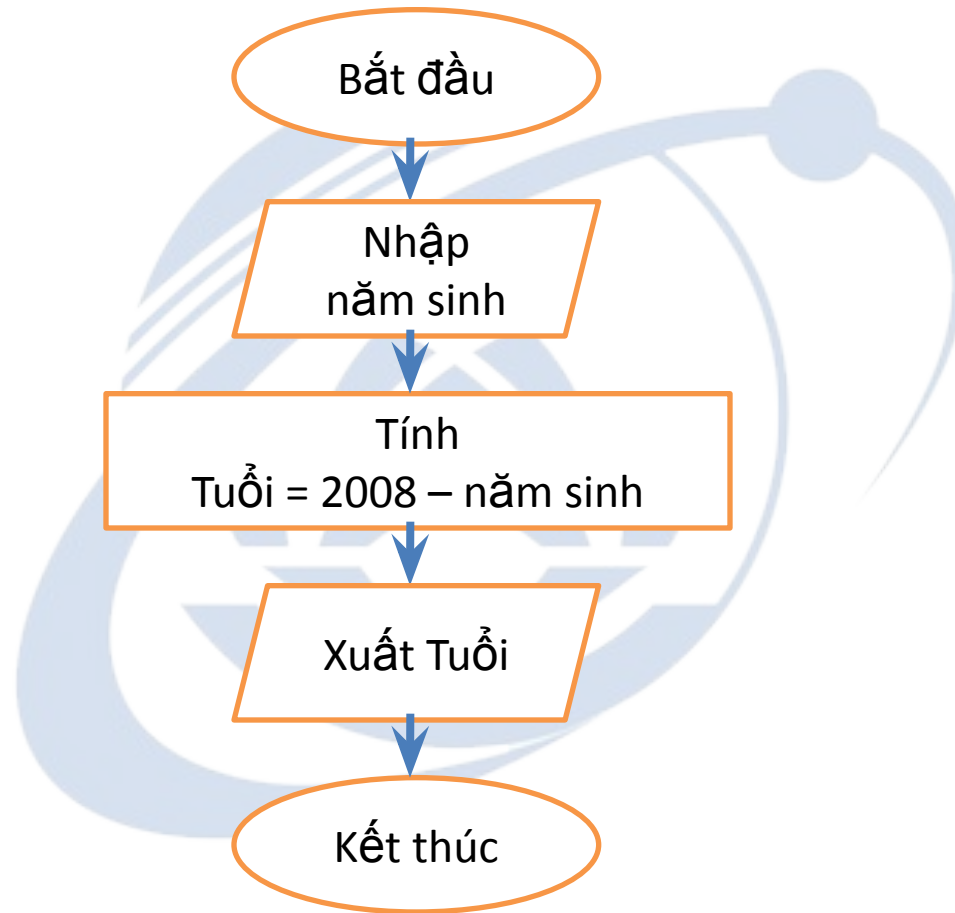 Bắt đầu
Nhập
năm sinh
Tính
Tuổi = 2008 – năm sinh
Xuất Tuổi
Kết thúc